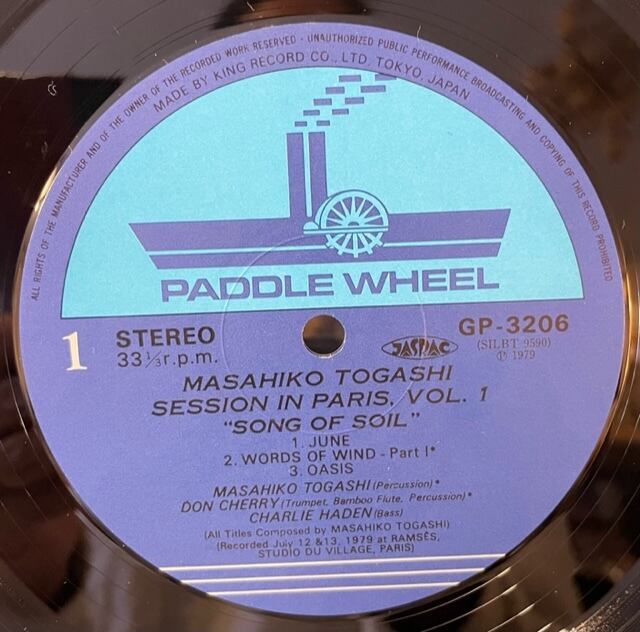 ALL RIGHTS OF THE MANUFACTURER AND OF THE OWNER OF THE RECORDED WORK RESERVED · UNAUTHORIZED PUBLIC PERFORMANCE BROADCASTING AND COPYING OF THIS RECORD PROHIBITED
MADE BY KING RECORD CO., LTD, TOKYO, JAPAN
PADDLE WHEEL
1
STEREO
33 1/3 r.p.m.
JASRAC
GP-3206
(SILBT 9590)
Ⓟ 1979
MASAHIKO TOGASHI
SESSION IN PARIS, VOL. 1
"SONG OF SOIL"
1. JUNE
2. WORDS OF WIND - Part I*
3. OASIS
MASAHIKO TOGASHI (Percussion)*
DON CHERRY (Trumpet, Bamboo Flute, Percussion)*
CHARLIE HADEN (Bass)
(All Titles Composed by MASAHIKO TOGASHI)
(Recorded July 12 & 13, 1979 at RAMSÈS,
STUDIO DU VILLAGE, PARIS)